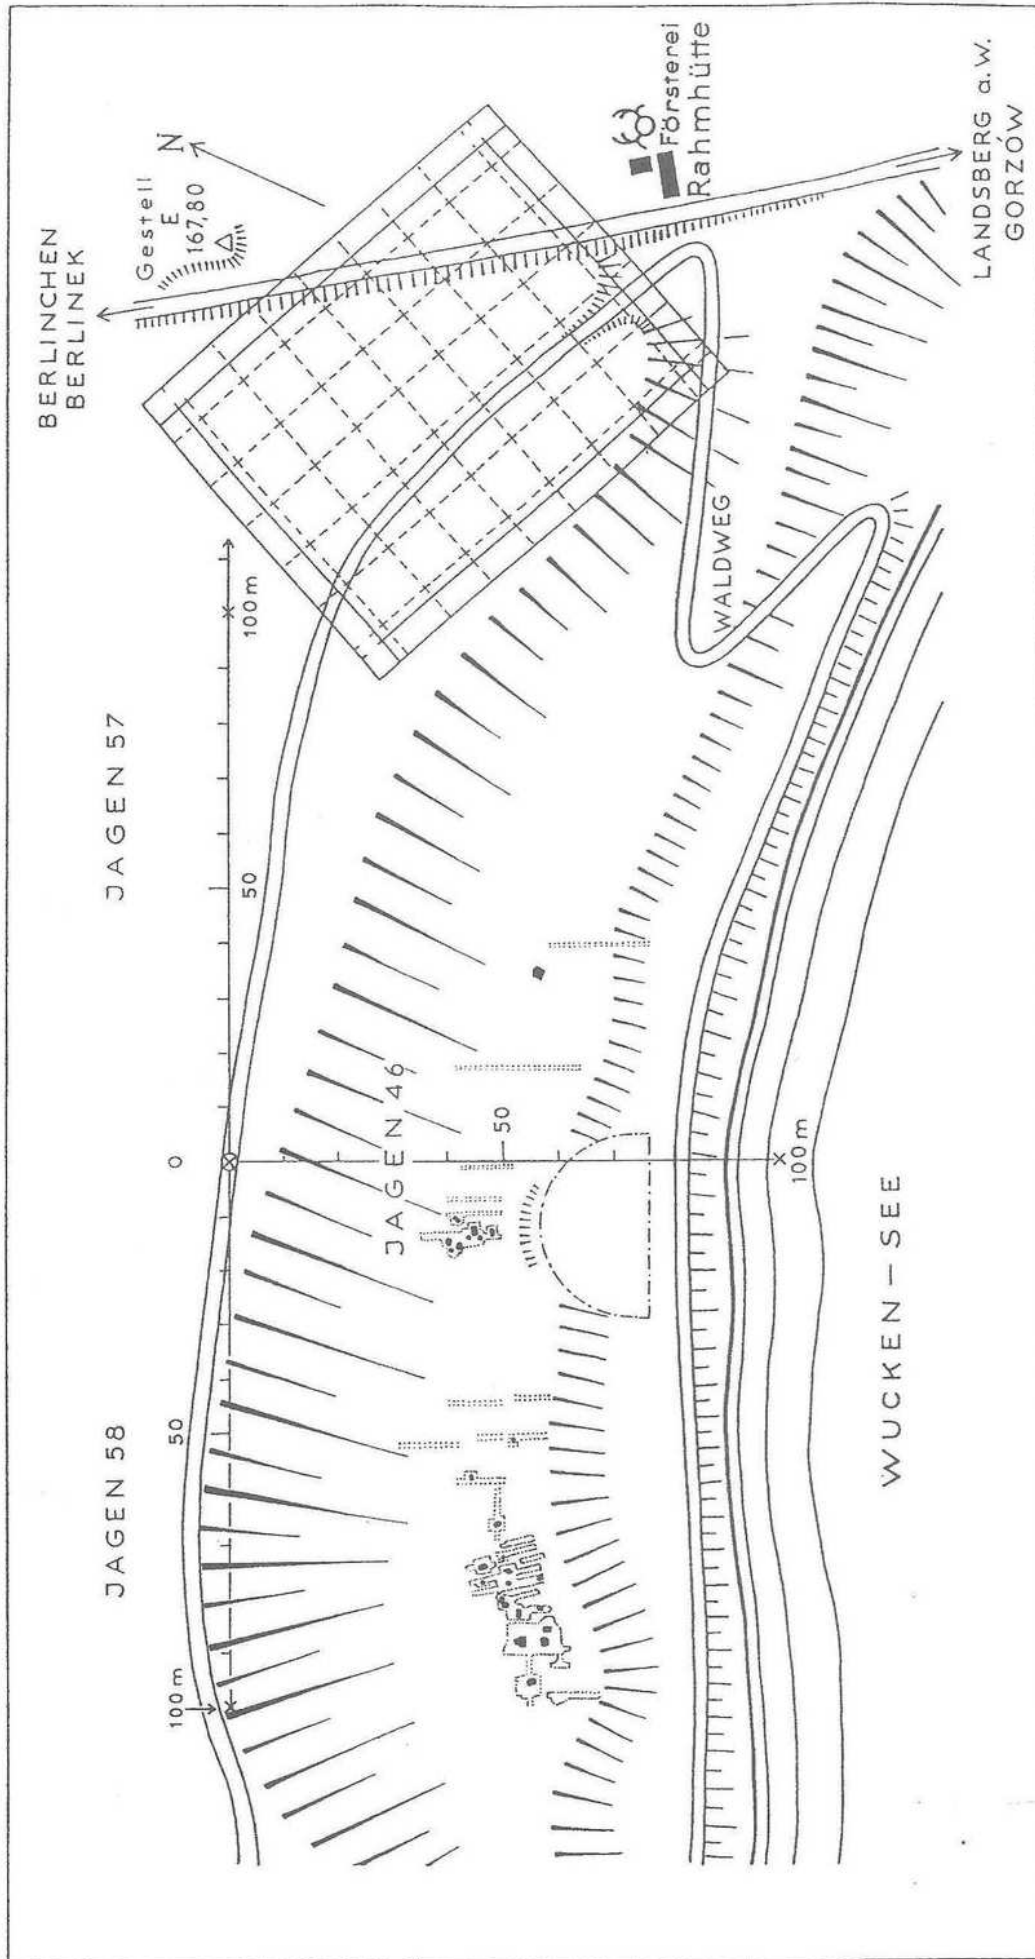 BERLINCHEN
BERLINEK
Gestell
E
167,80
N
Försterei
Rahmhütte
LANDSBERG a.W.
GORZÓW
JAGEN 57
100m
50
WALDWEG
JAGEN 46
0
50
100m
JAGEN 58
50
100m
WUCKEN-SEE